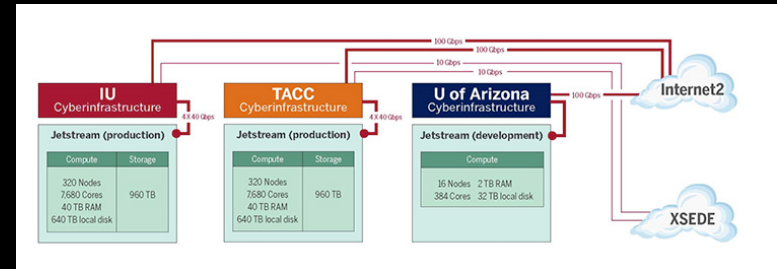 100 Gbps
100 Gbps
10 Gbps
10 Gbps
IU
Cyberinfrastructure
4 X 40 Gbps
TACC
Cyberinfrastructure
4 X 40 Gbps
U of Arizona
Cyberinfrastructure
100 Gbps
Internet2
Jetstream (production)
Compute Storage
320 Nodes
7,680 Cores
40 TB RAM
640 TB local disk
960 TB
Jetstream (production)
Compute Storage
320 Nodes
7,680 Cores
40 TB RAM
640 TB local disk
960 TB
Jetstream (development)
Compute
16 Nodes 2 TB RAM
384 Cores 32 TB local disk
XSEDE